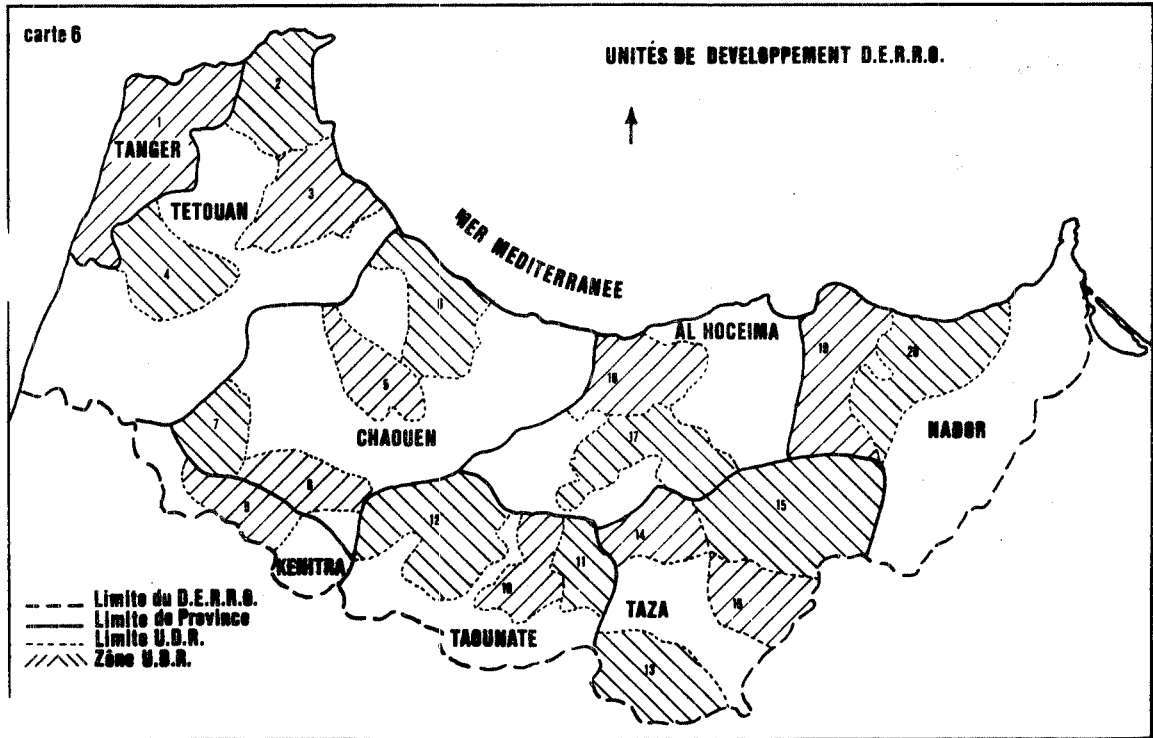 carte 6
UNITÉS DE DEVELOPPEMENT D.E.R.R.O.
2
1
TANGER
3
TETOUAN
MER MEDITERRANEE
4
AL HOCEIMA
19
20
5
18
7
CHAOUEN
17
NADOR
8
9
12
14
15
KENITRA
10
11
16
TAZA
TAOUNATE
13
Limite du D.E.R.R.O.
Limite de Province
Limite U.D.R.
Zône U.D.R.